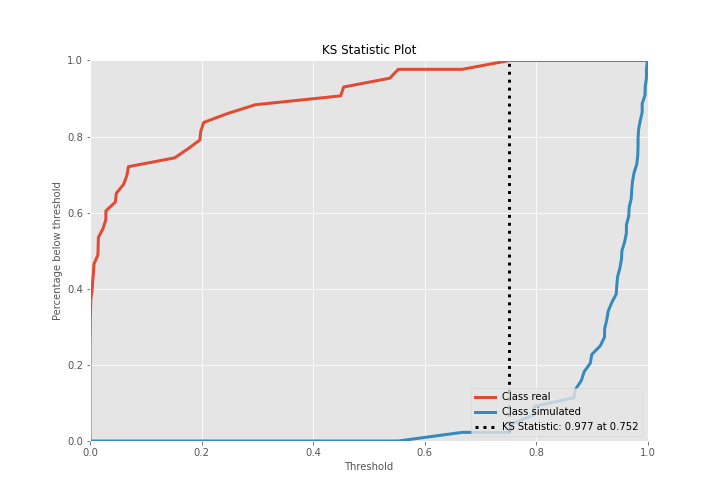 KS Statistic Plot
Percentage below threshold
1.0
0.8
0.6
0.4
0.2
0.0
Class real
Class simulated
KS Statistic: 0.977 at 0.752
0.0 0.2 0.4 0.6 0.8 1.0
Threshold